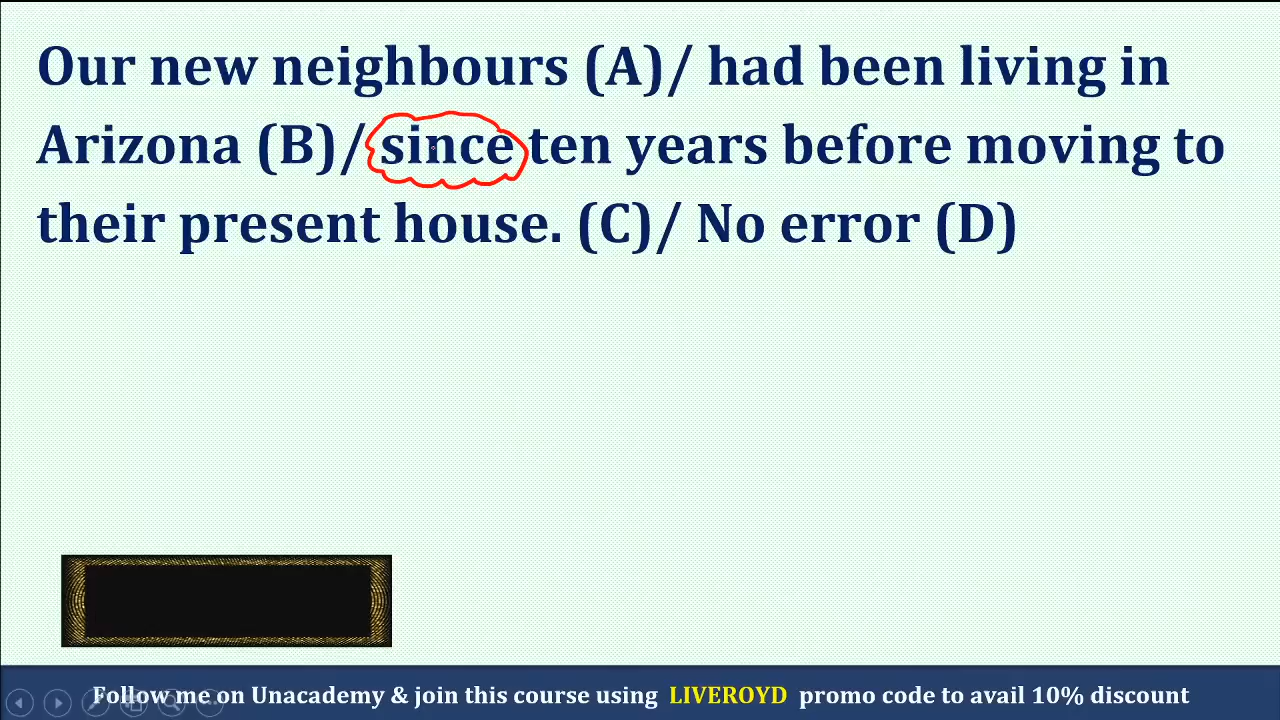 Our new neighbours (A)/ had been living in
Arizona (B)/ since ten years before moving to
their present house. (C)/ No error (D)
Follow me on Unacademy & join this course using LIVEROYD promo code to avail 10% discount